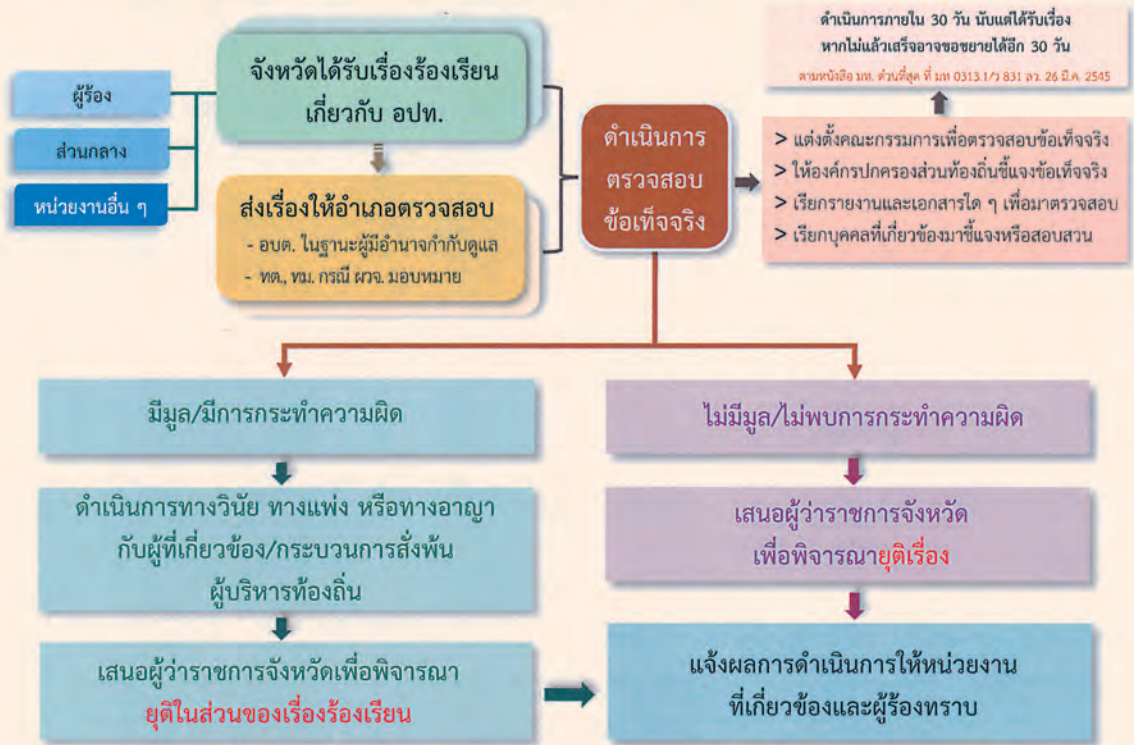 ผู้ร้อง
ส่วนกลาง
หน่วยงานอื่น ๆ
จังหวัดได้รับเรื่องร้องเรียน
เกี่ยวกับ อปท.
ส่งเรื่องให้อำเภอตรวจสอบ
- อบต. ในฐานะผู้มีอำนาจกำกับดูแล
- ทต., ทม. กรณี ผวจ. มอบหมาย
ดำเนินการ
ตรวจสอบ
ข้อเท็จจริง
ดำเนินการภายใน 30 วัน นับแต่ได้รับเรื่อง
หากไม่แล้วเสร็จอาจขอขยายได้อีก 30 วัน
ตามหนังสือ มท. ด่วนที่สุด ที่ มท 0313.1/ว 831 ลว. 26 มี.ค. 2545
> แต่งตั้งคณะกรรมการเพื่อตรวจสอบข้อเท็จจริง
> ให้องค์กรปกครองส่วนท้องถิ่นชี้แจงข้อเท็จจริง
> เรียกรายงานและเอกสารใด ๆ เพื่อมาตรวจสอบ
> เรียกบุคคลที่เกี่ยวข้องมาชี้แจงหรือสอบสวน
มีมูล/มีการกระทำความผิด
ดำเนินการทางวินัย ทางแพ่ง หรือทางอาญา
กับผู้ที่เกี่ยวข้อง/กระบวนการสั่งพ้น
ผู้บริหารท้องถิ่น
เสนอผู้ว่าราชการจังหวัดเพื่อพิจารณา
ยุติในส่วนของเรื่องร้องเรียน
ไม่มีมูล/ไม่พบการกระทำความผิด
เสนอผู้ว่าราชการจังหวัด
เพื่อพิจารณายุติเรื่อง
แจ้งผลการดำเนินการให้หน่วยงาน
ที่เกี่ยวข้องและผู้ร้องทราบ